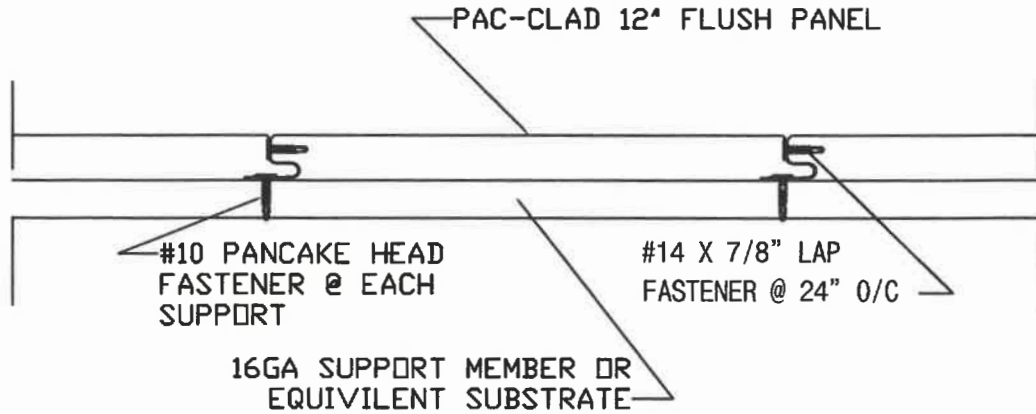 PAC-CLAD 12" FLUSH PANEL
#10 PANCAKE HEAD
FASTENER @ EACH
SUPPORT
#14 X 7/8" LAP
FASTENER @ 24" O/C
16GA SUPPORT MEMBER OR
EQUIVILENT SUBSTRATE